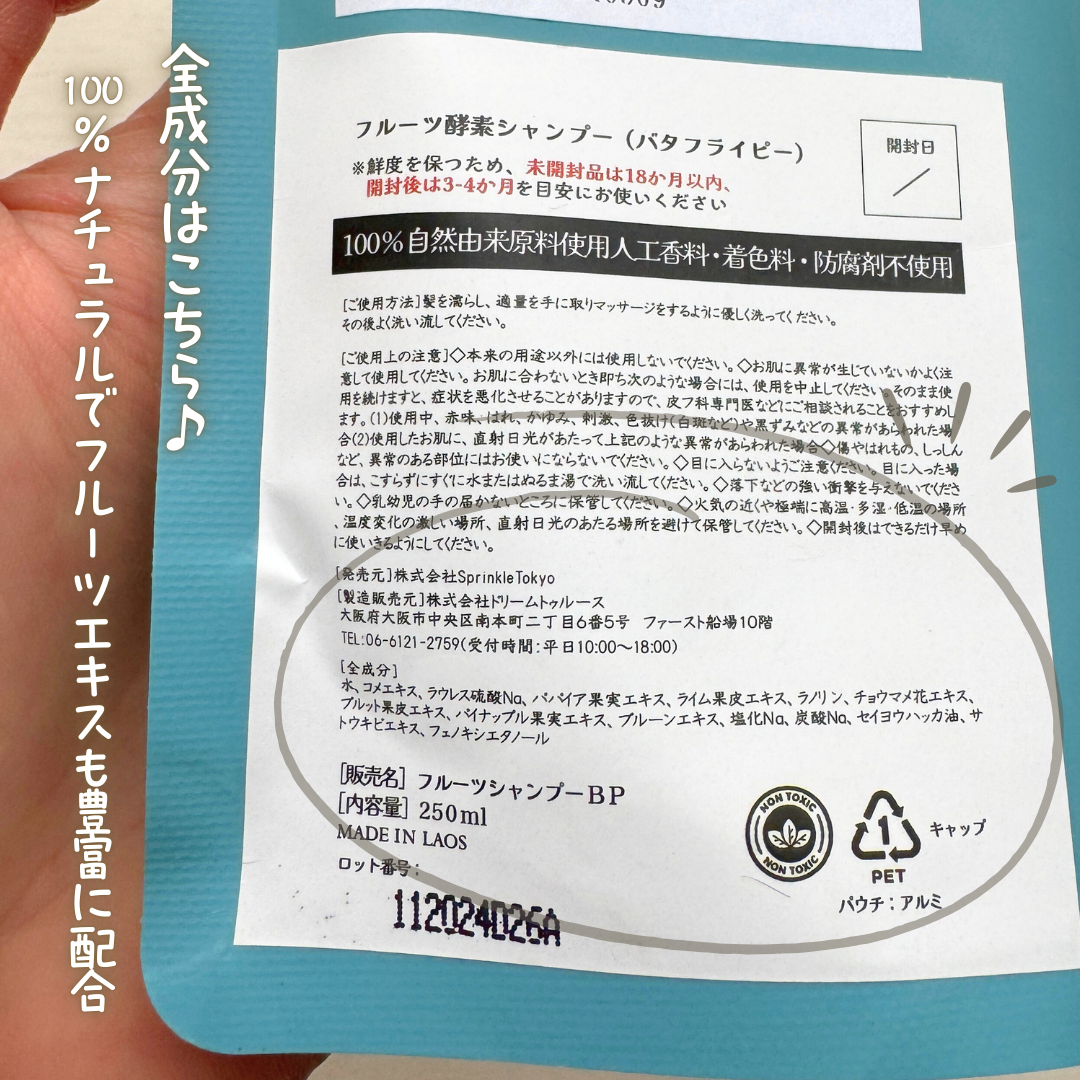 全成分はこちら♪
100%ナチュラルでフルーツエキスも豊富に配合
フルーツ酵素シャンプー（バタフライピー）
※鮮度を保つため、未開封品は18か月以内、
開封後は3-4か月を目安にお使いください
開封日
／
100%自然由来原料使用人工香料・着色料・防腐剤不使用
[ご使用方法]髪を濡らし、適量を手に取りマッサージをするように優しく洗ってください。
その後よく洗い流してください。
[ご使用上の注意]◇本来の用途以外には使用しないでください。◇お肌に異常が生じていないかよく注
意して使用してください。お肌に合わないとき即ち次のような場合には、使用を中止してください。そのまま使
用を続けますと、症状を悪化させることがありますので、皮フ科専門医などにご相談されることをおすすめし
ます。(1)使用中、赤味、はれ、かゆみ、刺激、色抜け(白斑など)や黒ずみなどの異常があらわれた場
合(2)使用したお肌に、直射日光があたって上記のような異常があらわれた場合◇傷やはれもの、しっしん
など、異常のある部位にはお使いにならないでください。◇目に入らないようご注意ください。目に入った場
合は、こすらずにすぐに水またはぬるま湯で洗い流してください。◇落下などの強い衝撃を与えないでくださ
い。◇乳幼児の手の届かないところに保管してください。◇火気の近くや極端に高温・多湿・低温の場所
、温度変化の激しい場所、直射日光のあたる場所を避けて保管してください。◇開封後はできるだけ早め
に使いきるようにしてください。
[発売元]株式会社SprinkleTokyo
[製造販売元]株式会社ドリームトゥルース
大阪府大阪市中央区南本町二丁目6番5号 ファースト船場10階
TEL:06-6121-2759(受付時間:平日10:00～18:00)
[全成分]
水、コメエキス、ラウレス硫酸Na、パパイア果実エキス、ライム果皮エキス、ラノリン、チョウマメ花エキス、
プルット果皮エキス、パイナップル果実エキス、プルーンエキス、塩化Na、炭酸Na、セイヨウハッカ油、サ
トウキビエキス、フェノキシエタノール
[販売名] フルーツシャンプーBP
[内容量] 250ml
MADE IN LAOS
ロット番号:
112024026A
NON TOXIC
NON TOXIC
1
PET
キャップ
パウチ：アルミ